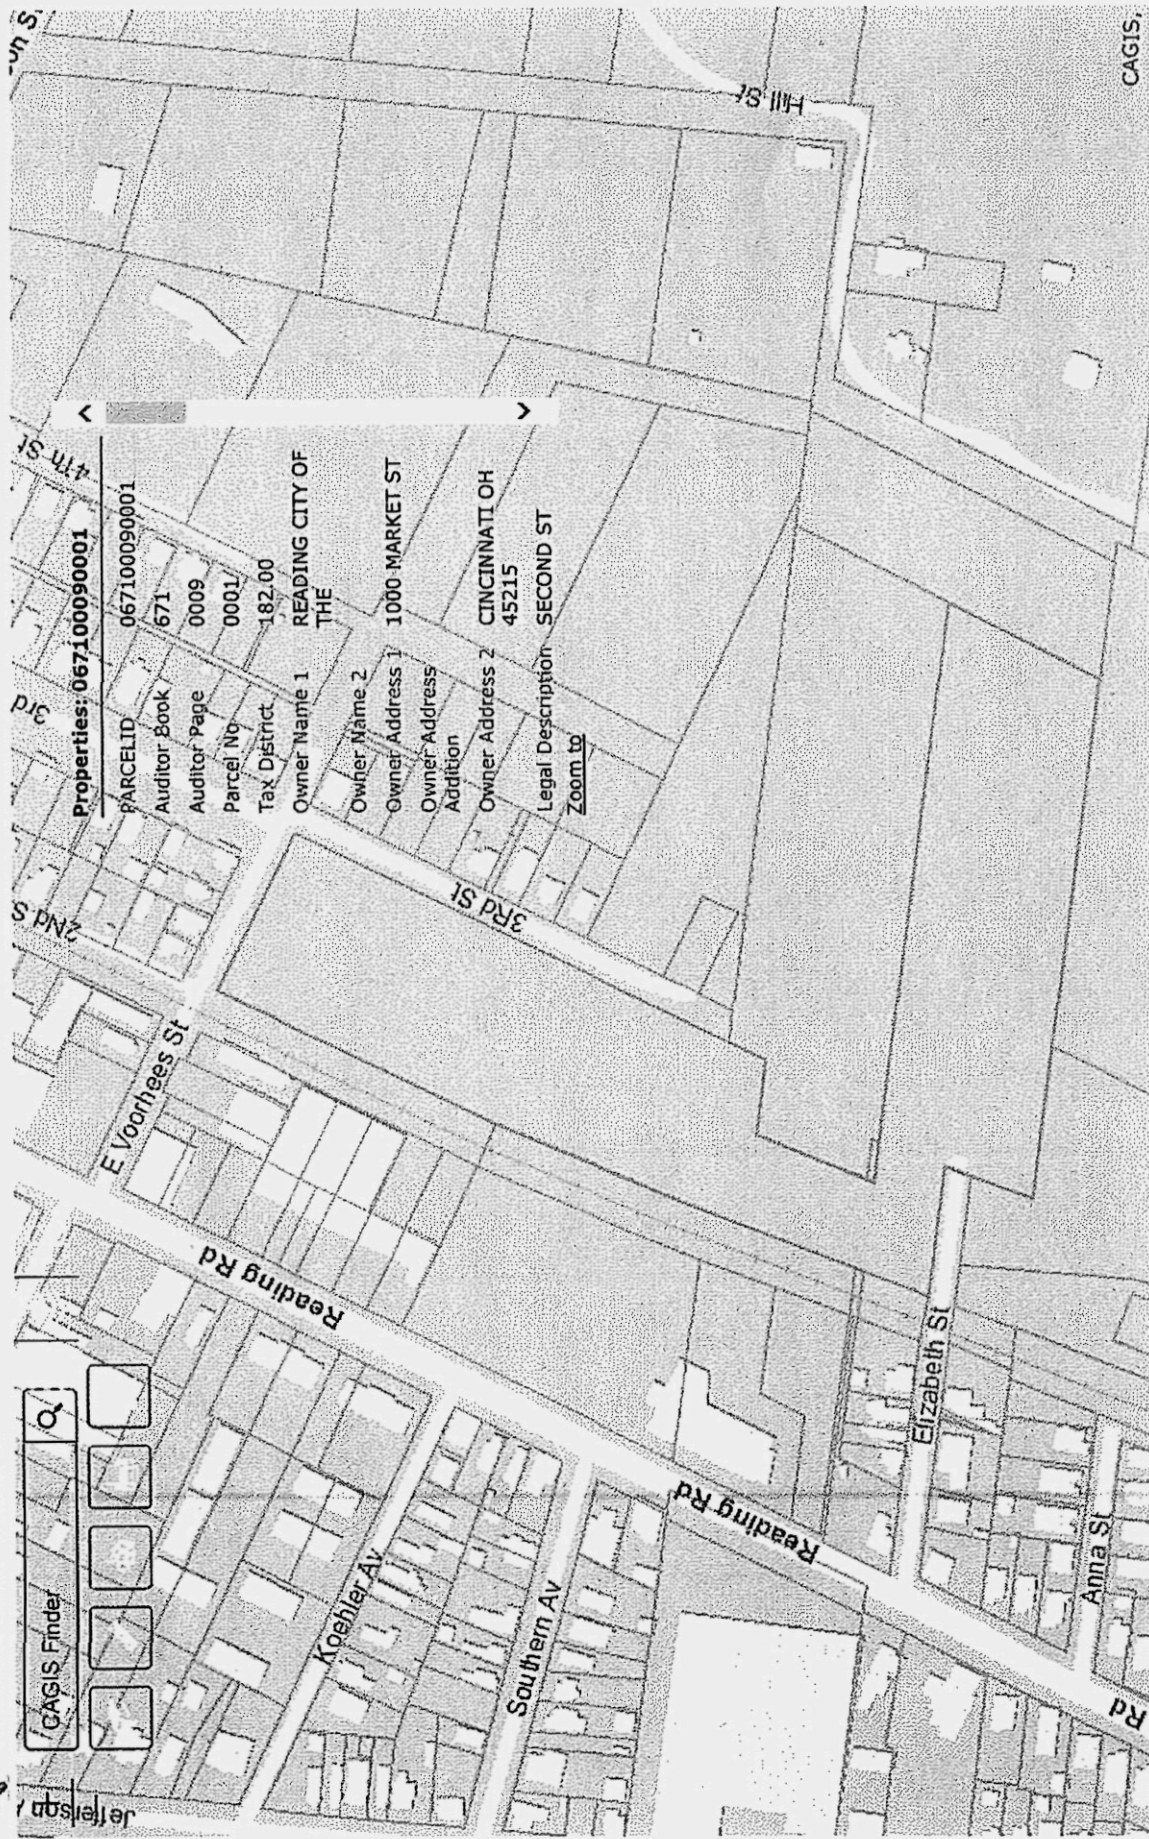 CAGIS Finder
Properties: 067100090001
PARCELID 067100090001
Auditor Book 671
Auditor Page 0009
Parcel No 0001
Tax District 182.00
Owner Name 1 READING CITY OF
THE
Owner Name 2
Owner Address 1 1000 MARKET ST
Owner Address
Addition
Owner Address 2 CINCINNATI OH
45215
Legal Description SECOND ST
Zoom to
Jefferson A
Koehler Av
Southern Av
Reading Rd
Reading Rd
Reading Rd
Rd
E Voorhees St
2Nd S
3rd
4Th St
3Rd St
Elizabeth St
Anna St
Hill St
CAGIS,